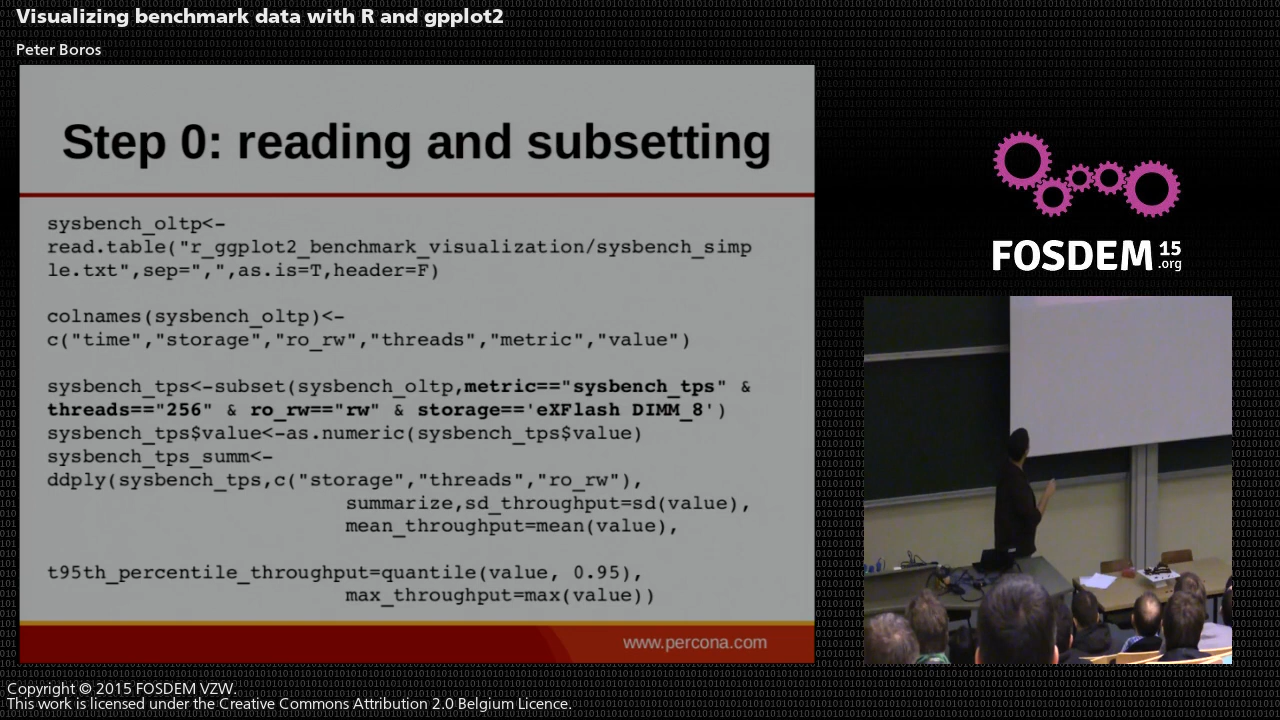 Visualizing benchmark data with R and gpplot2
Peter Boros
Step 0: reading and subsetting
sysbench_oltp<-
read.table("r_ggplot2_benchmark_visualization/sysbench_simp
le.txt",sep=",",as.is=T,header=F)
colnames(sysbench_oltp)<-
c("time","storage","ro_rw","threads","metric","value")
sysbench_tps<-subset(sysbench_oltp,metric=="sysbench_tps" &
threads=="256" & ro_rw=="rw" & storage=='eXFlash DIMM_8')
sysbench_tps$value<-as.numeric(sysbench_tps$value)
sysbench_tps_summ<-
ddply(sysbench_tps,c("storage","threads","ro_rw"),
summarize,sd_throughput=sd(value),
mean_throughput=mean(value),
t95th_percentile_throughput=quantile(value, 0.95),
max_throughput=max(value))
www.percona.com
FOSDEM 15
.org
Copyright © 2015 FOSDEM VZW.
This work is licensed under the Creative Commons Attribution 2.0 Belgium Licence.